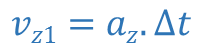 v_{z1} = a_z . Δt